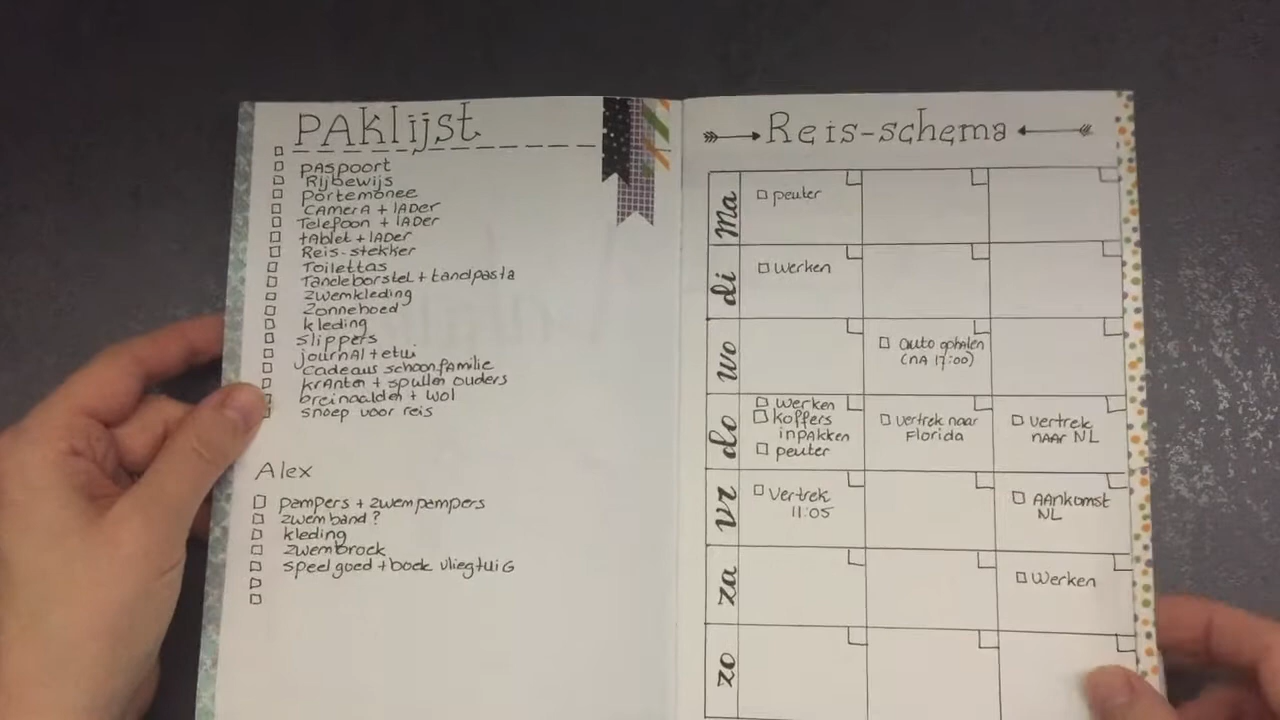 PAKlijst
PASpoort
Rijbewijs
Portemonee
CAMERA + lADer
Telefoon + lADer
tAblet + lADer
Reis-stekker
Toilettas
Tandeborstel + tandpasta
Zwemkleding
Zonnehoed
kleding
slippers
journAl + etui
Cadeaus schoonfAmilie
krAnten + spullen ouders
breinaalden + wol
snoep voor reis
Alex
pampers + zwempampers
zwemband?
kleding
zwembroek
speelgoed + boek vliegtuiG
Reis-schema
Ma
peuter
di
Werken
wo
Auto ophalen
(nA 17:00)
do
Werken
koffers
inpAkken
peuter
Vertrek naar
Florida
Vertrek
nAAR NL
vr
Vertrek
11:05
AAnkomst
NL
za
Werken
zo